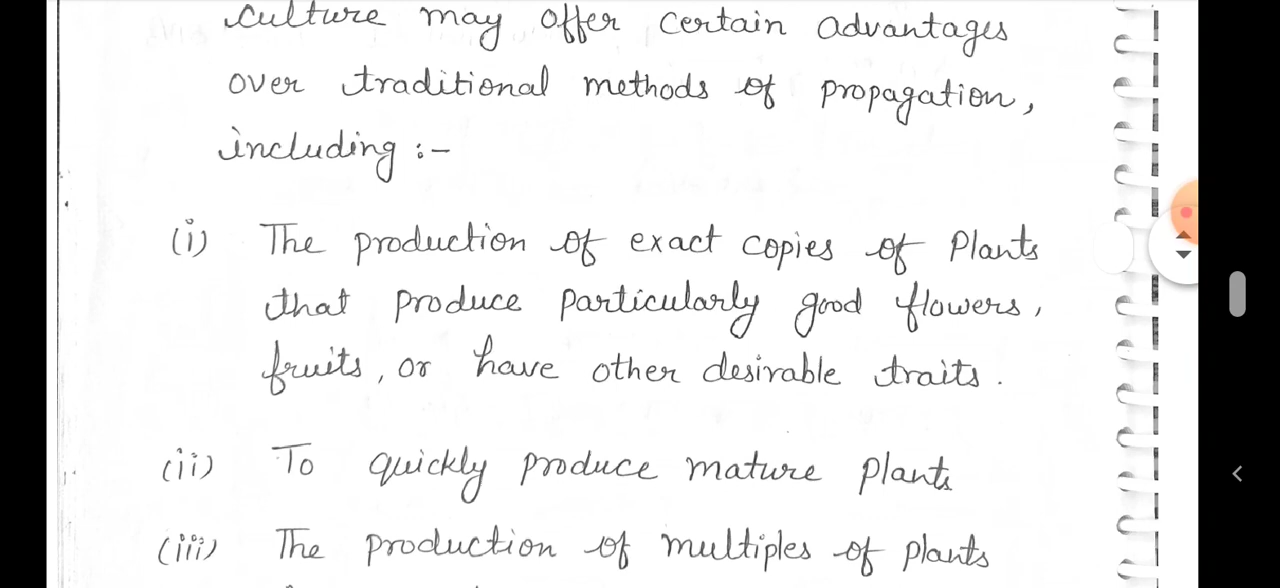 culture may offer certain advantages
over traditional methods of propagation,
including :-
(i) The production of exact copies of Plants
that produce particularly good flowers,
fruits, or have other desirable traits.
(ii) To quickly produce mature plants
(iii) The production of multiples of plants